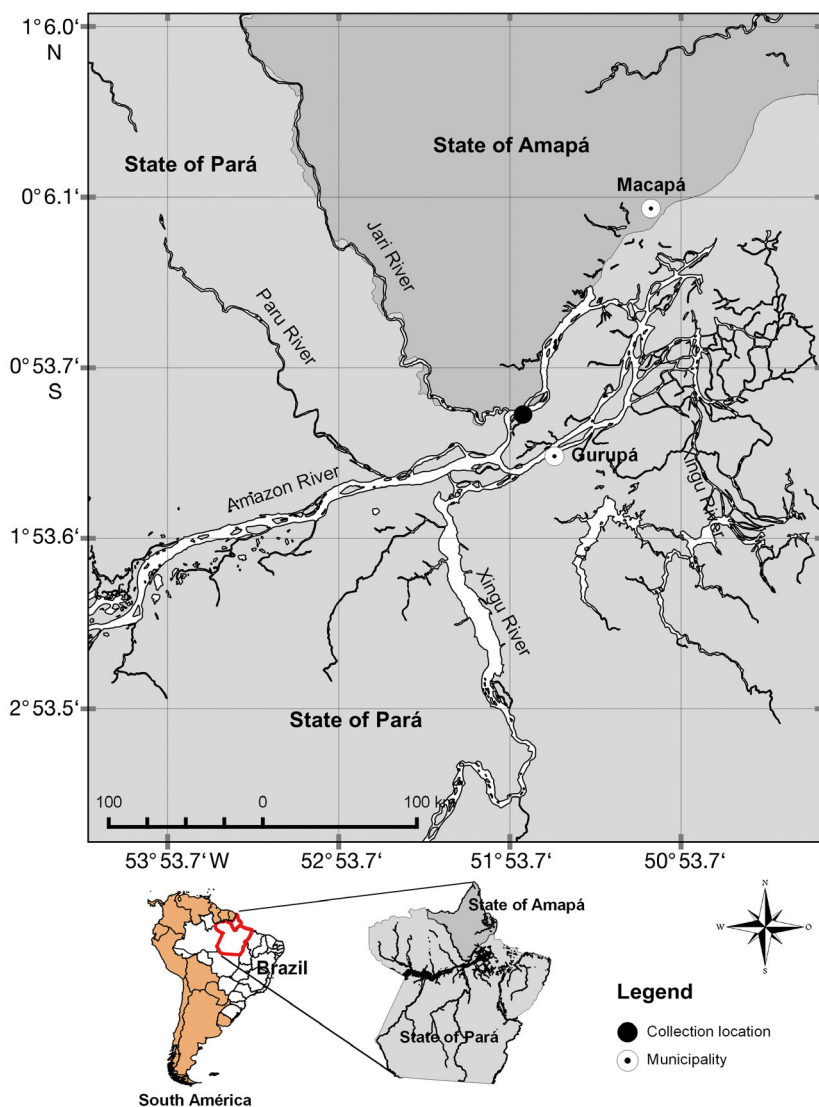 1° 6.0‘
N
State of Pará
State of Amapá
Macapá
0° 6.1‘
Jari River
Paru River
0° 53.7‘
S
Gurupá
Amazon River
Xingu River
1° 53.6‘
Xingu River
2° 53.5‘
State of Pará
100 0 100 km
53° 53.7‘ W 52° 53.7‘ 51° 53.7‘ 50° 53.7‘
State of Amapá
N
W O
S
Brazil
State of Pará
South América
Legend
Collection location
Municipality